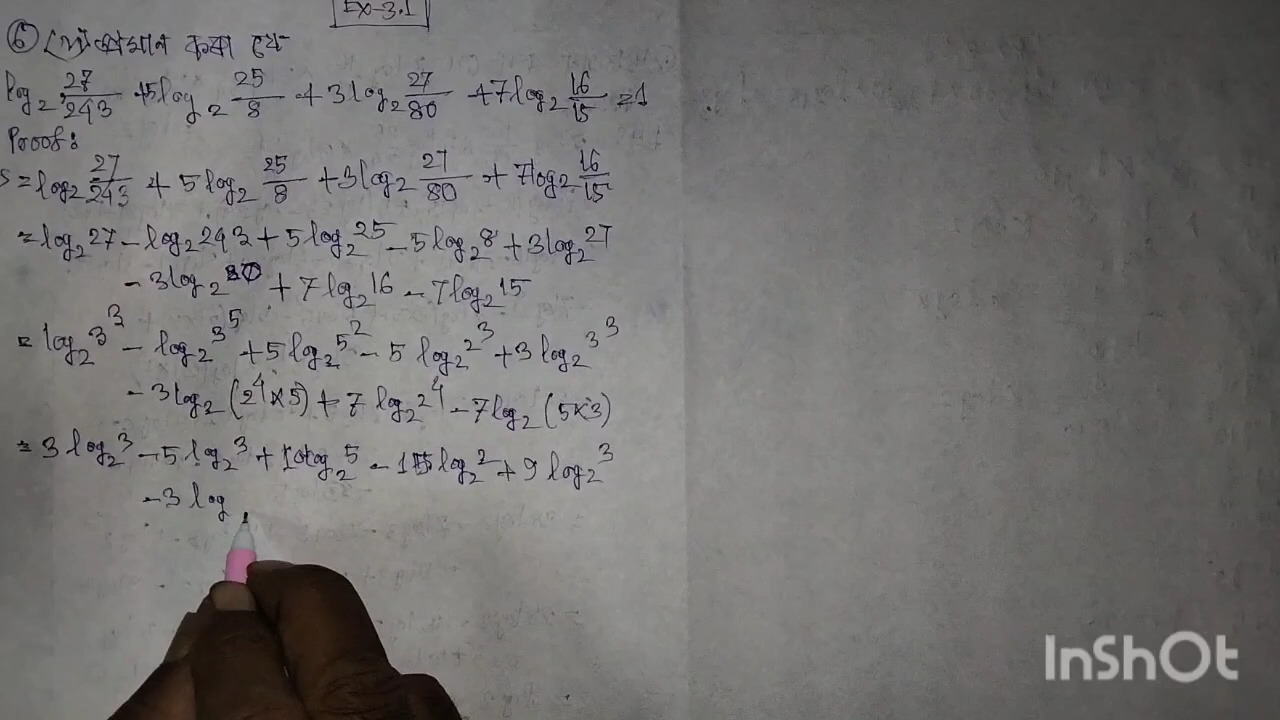 Ex-3.1
6 প্রমাণ করা যে
log₂ 27/243 + 5log₂ 25/8 + 3log₂ 27/80 + 7log₂ 16/15 = 1
Proof:
S = log₂ 27/243 + 5log₂ 25/8 + 3log₂ 27/80 + 7log₂ 16/15
= log₂27 - log₂243 + 5log₂25 - 5log₂8 + 3log₂27
- 3log₂80 + 7log₂16 - 7log₂15
= log₂3³ - log₂3⁵ + 5log₂5² - 5log₂2³ + 3log₂3³
- 3log₂(2⁴×5) + 7log₂2⁴ - 7log₂(5×3)
= 3log₂3 - 5log₂3 + 10log₂5 - 15log₂2 + 9log₂3
- 3log
InShOt